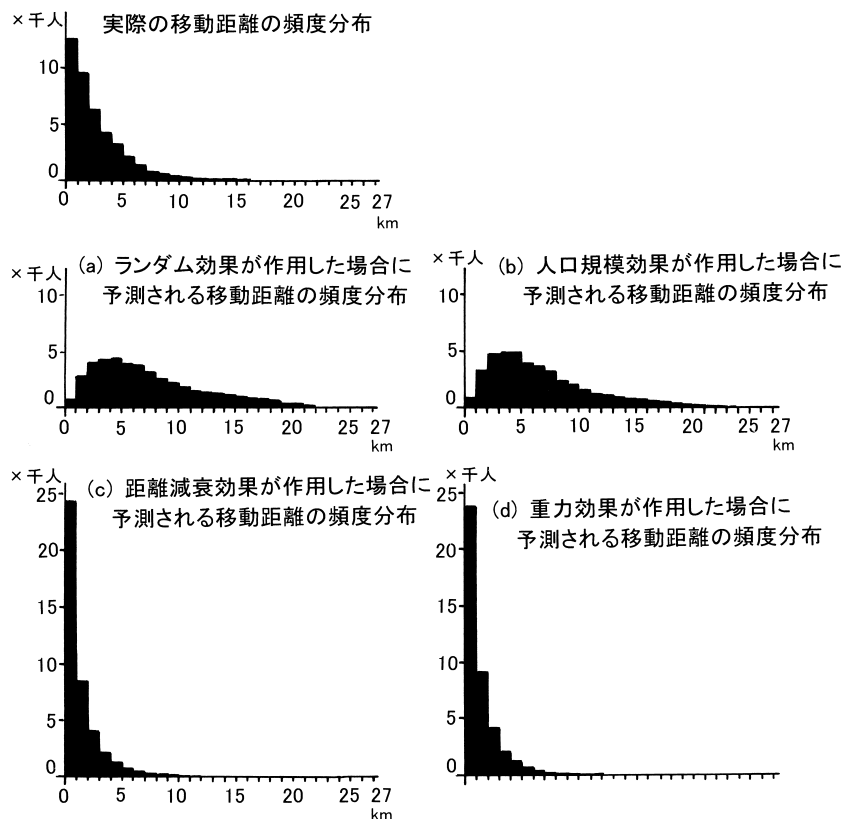 ×千人
実際の移動距離の頻度分布
10
5
0
0 5 10 15 20 25 27
km
×千人
(a) ランダム効果が作用した場合に
予測される移動距離の頻度分布
10
5
0
0 5 10 15 20 25 27
km
×千人
(b) 人口規模効果が作用した場合に
予測される移動距離の頻度分布
10
5
0
0 5 10 15 20 25 27
km
×千人
(c) 距離減衰効果が作用した場合に
予測される移動距離の頻度分布
25
20
15
10
5
0
0 5 10 15 20 25 27
km
×千人
(d) 重力効果が作用した場合に
予測される移動距離の頻度分布
25
20
15
10
5
0